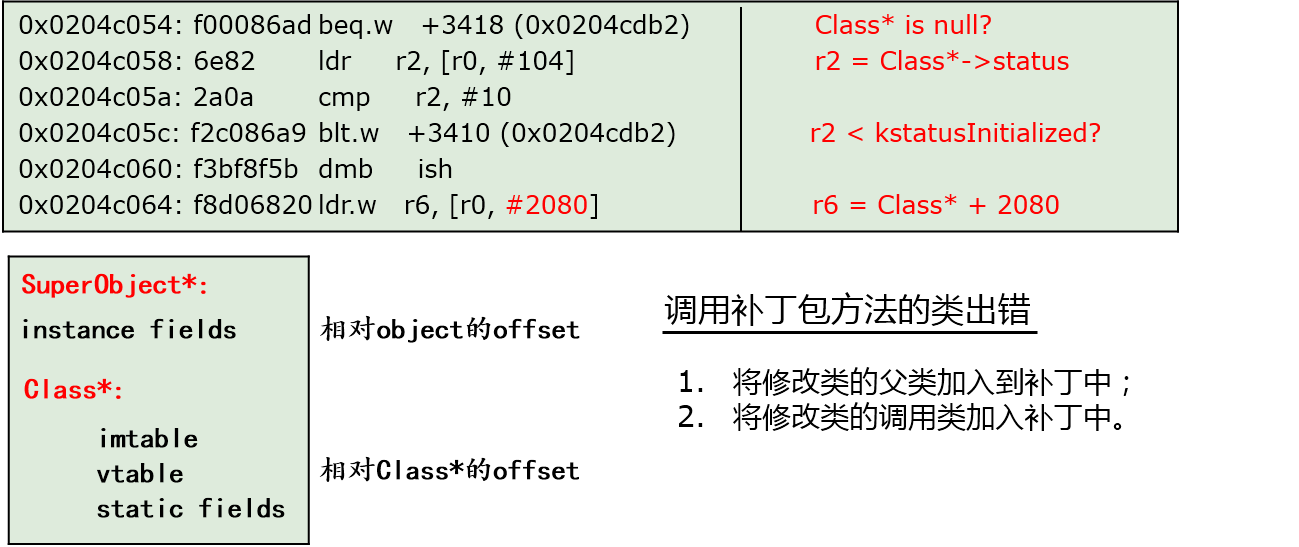 0x0204c054: f00086ad beq.w +3418 (0x0204cdb2) Class* is null?
0x0204c058: 6e82 ldr r2, [r0, #104] r2 = Class*->status
0x0204c05a: 2a0a cmp r2, #10
0x0204c05c: f2c086a9 blt.w +3410 (0x0204cdb2) r2 < kstatusInitialized?
0x0204c060: f3bf8f5b dmb ish
0x0204c064: f8d06820 ldr.w r6, [r0, #2080] r6 = Class* + 2080
SuperObject*:
instance fields 相对object的offset
Class*:
imtable
vtable 相对Class*的offset
static fields
调用补丁包方法的类出错
1. 将修改类的父类加入到补丁中；
2. 将修改类的调用类加入补丁中。